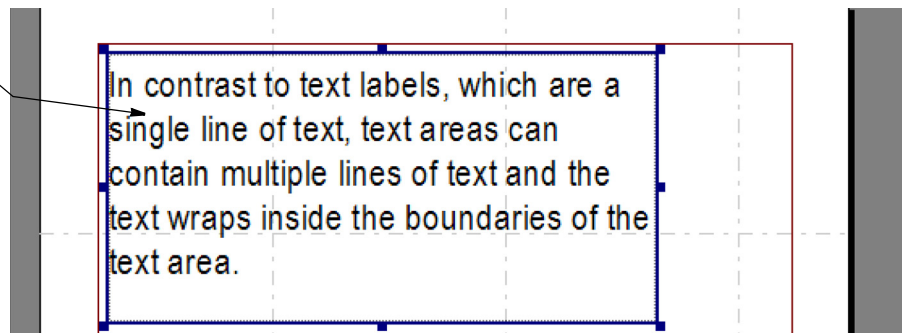 In contrast to text labels, which are a
single line of text, text areas can
contain multiple lines of text and the
text wraps inside the boundaries of the
text area.